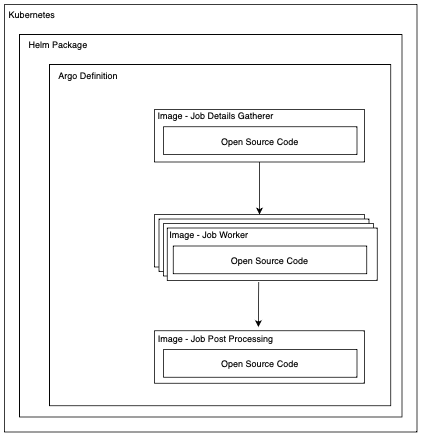 Kubernetes
Helm Package
Argo Definition
Image - Job Details Gatherer
Open Source Code
Image - Job Worker
Open Source Code
Image - Job Post Processing
Open Source Code